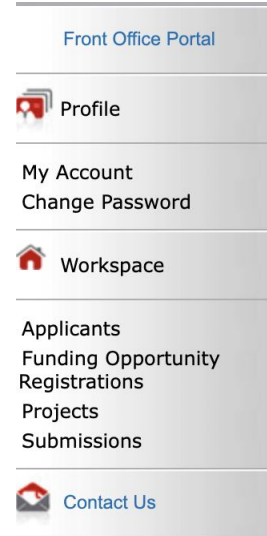 Front Office Portal
Profile
My Account
Change Password
Workspace
Applicants
Funding Opportunity
Registrations
Projects
Submissions
Contact Us